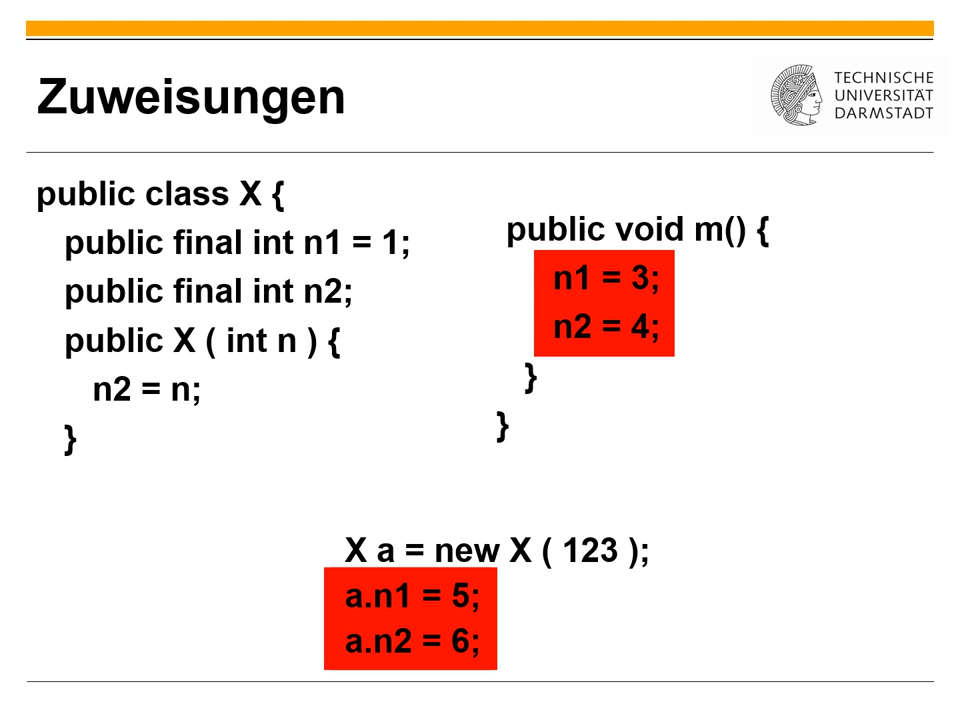 Zuweisungen
TECHNISCHE
UNIVERSITÄT
DARMSTADT
public class X {
public final int n1 = 1;
public final int n2;
public X ( int n ) {
n2 = n;
}
public void m() {
n1 = 3;
n2 = 4;
}
}
X a = new X ( 123 );
a.n1 = 5;
a.n2 = 6;